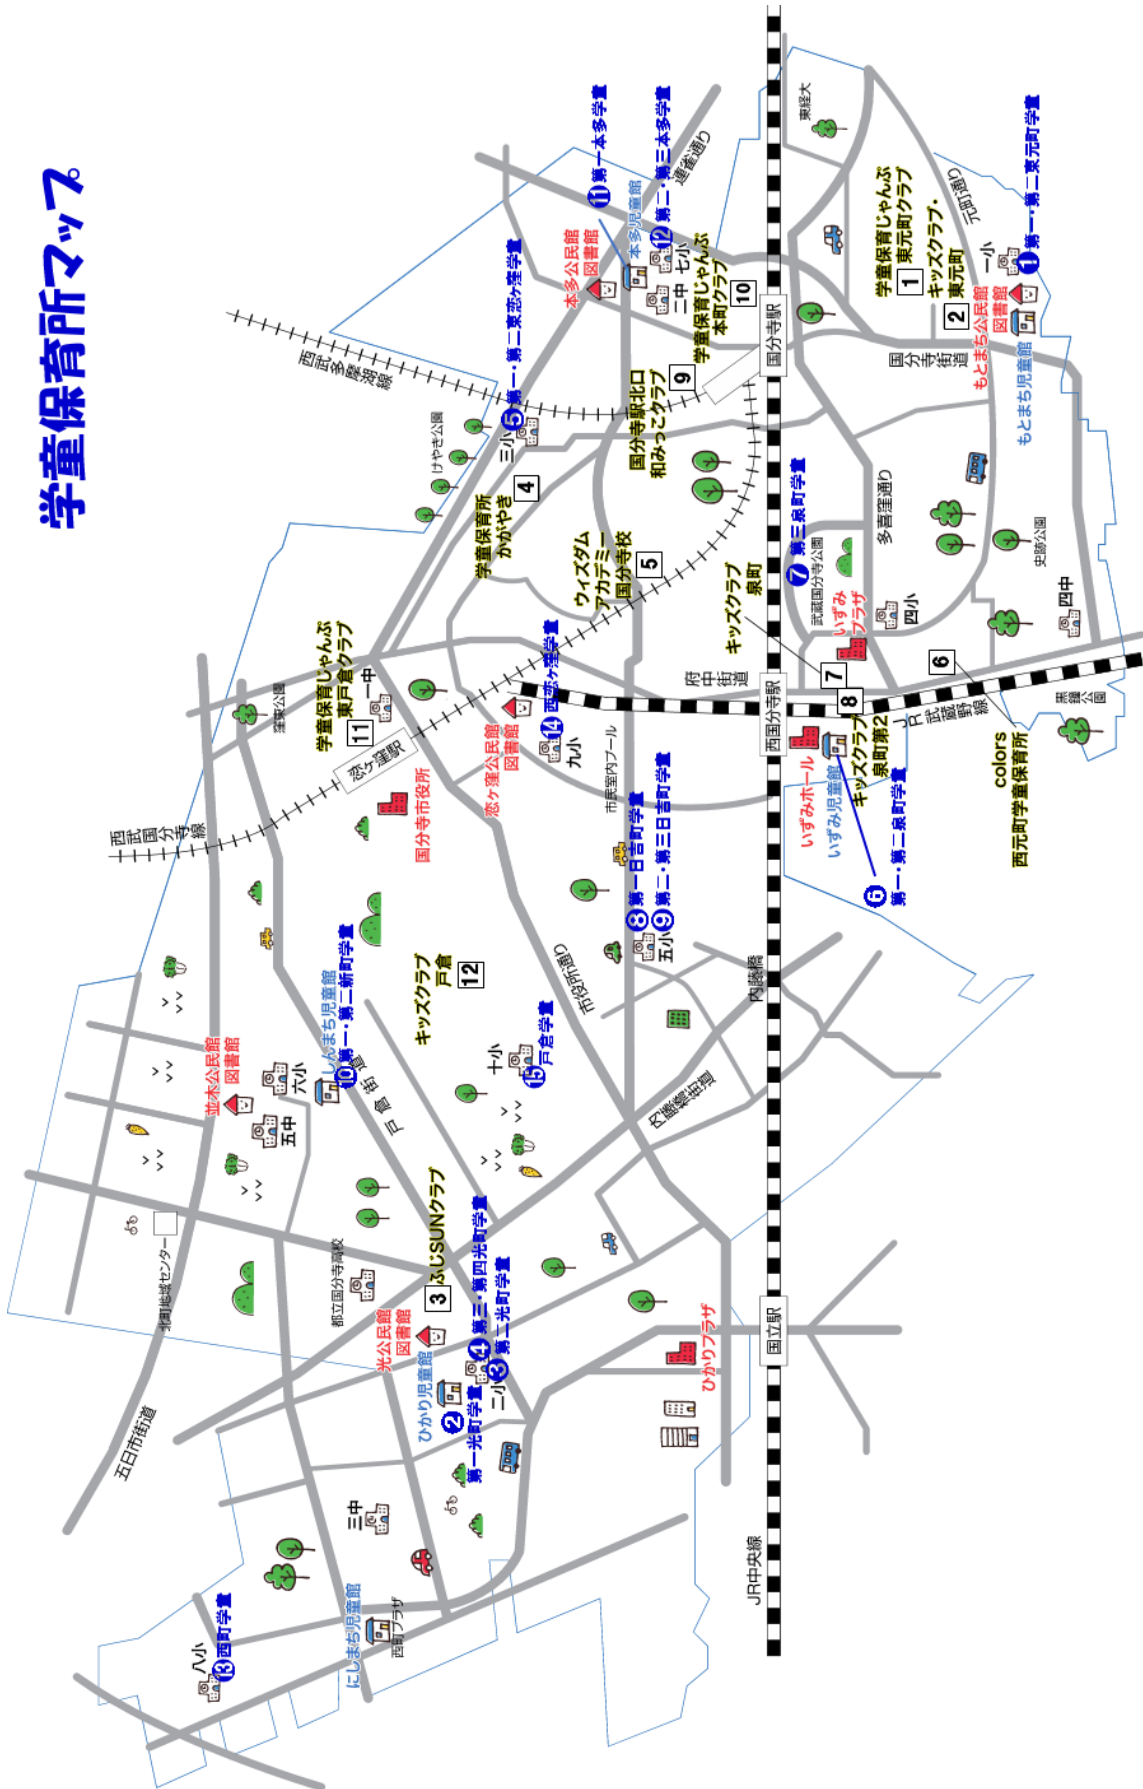 学童保育所マップ
八小
⑬西町学童
にしまち児童館
西町プラザ
三中
五日市街道
北町地域センター
都立国分寺高校
光公民館
図書館
ひかり児童館
②
第一光町学童
二小
④第三・第四光町学童
③第二光町学童
3
ふじSUNクラブ
ひかりプラザ
国立駅
JR中央線
並木公民館
図書館
五中
六小
しんまち児童館
⑩第一・第二新町学童
戸倉街道
キッズクラブ
戸倉
12
十小
⑮戸倉学童
市役所通り
内藤橋街道
内藤橋
五小
⑧第一日吉町学童
⑨第二・第三日吉町学童
西武国分寺線
恋ヶ窪駅
国分寺市役所
窪東公園
学童保育じゃんぷ
東戸倉クラブ
11
一中
恋ヶ窪公民館
図書館
⑭西恋ヶ窪学童
九小
市民室内プール
府中街道
西国分寺駅
いずみホール
いずみ児童館
⑥
第一・第二泉町学童
キッズクラブ
泉町第2
8
7
キッズクラブ
泉町
JR武蔵野線
colors
西元町学童保育所
6
黒鐘公園
四中
史跡公園
四小
いずみ
プラザ
武蔵国分寺公園
⑦第三泉町学童
多喜窪通り
ウィズダム
アカデミー
国分寺校
5
学童保育所
かがやき
4
三小
⑤第一・第二東恋ヶ窪学童
けやき公園
西武多摩湖線
国分寺駅北口
和みっこクラブ
9
学童保育じゃんぷ
本町クラブ
10
国分寺駅
本多公民館
図書館
二中
七小
本多児童館
⑪第一本多学童
⑫第二・第三本多学童
連雀通り
東経大
学童保育じゃんぷ
東元町クラブ
1
キッズクラブ・
東元町
2
国分寺街道
元町通り
一小
①第一・第二東元町学童
もとまち公民館
図書館
もとまち児童館